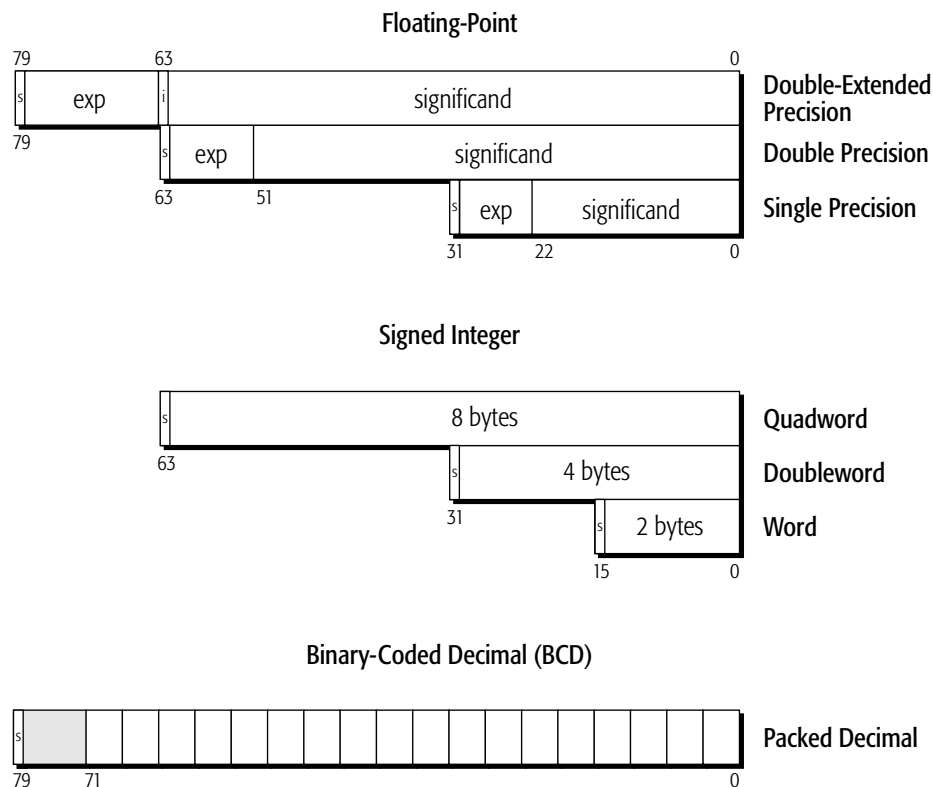 Floating-Point
79 63 0
s exp i significand Double-Extended Precision
79
s exp significand Double Precision
63 51
s exp significand Single Precision
31 22 0
Signed Integer
s 8 bytes Quadword
63
s 4 bytes Doubleword
31
s 2 bytes Word
15 0
Binary-Coded Decimal (BCD)
s Packed Decimal
79 71 0